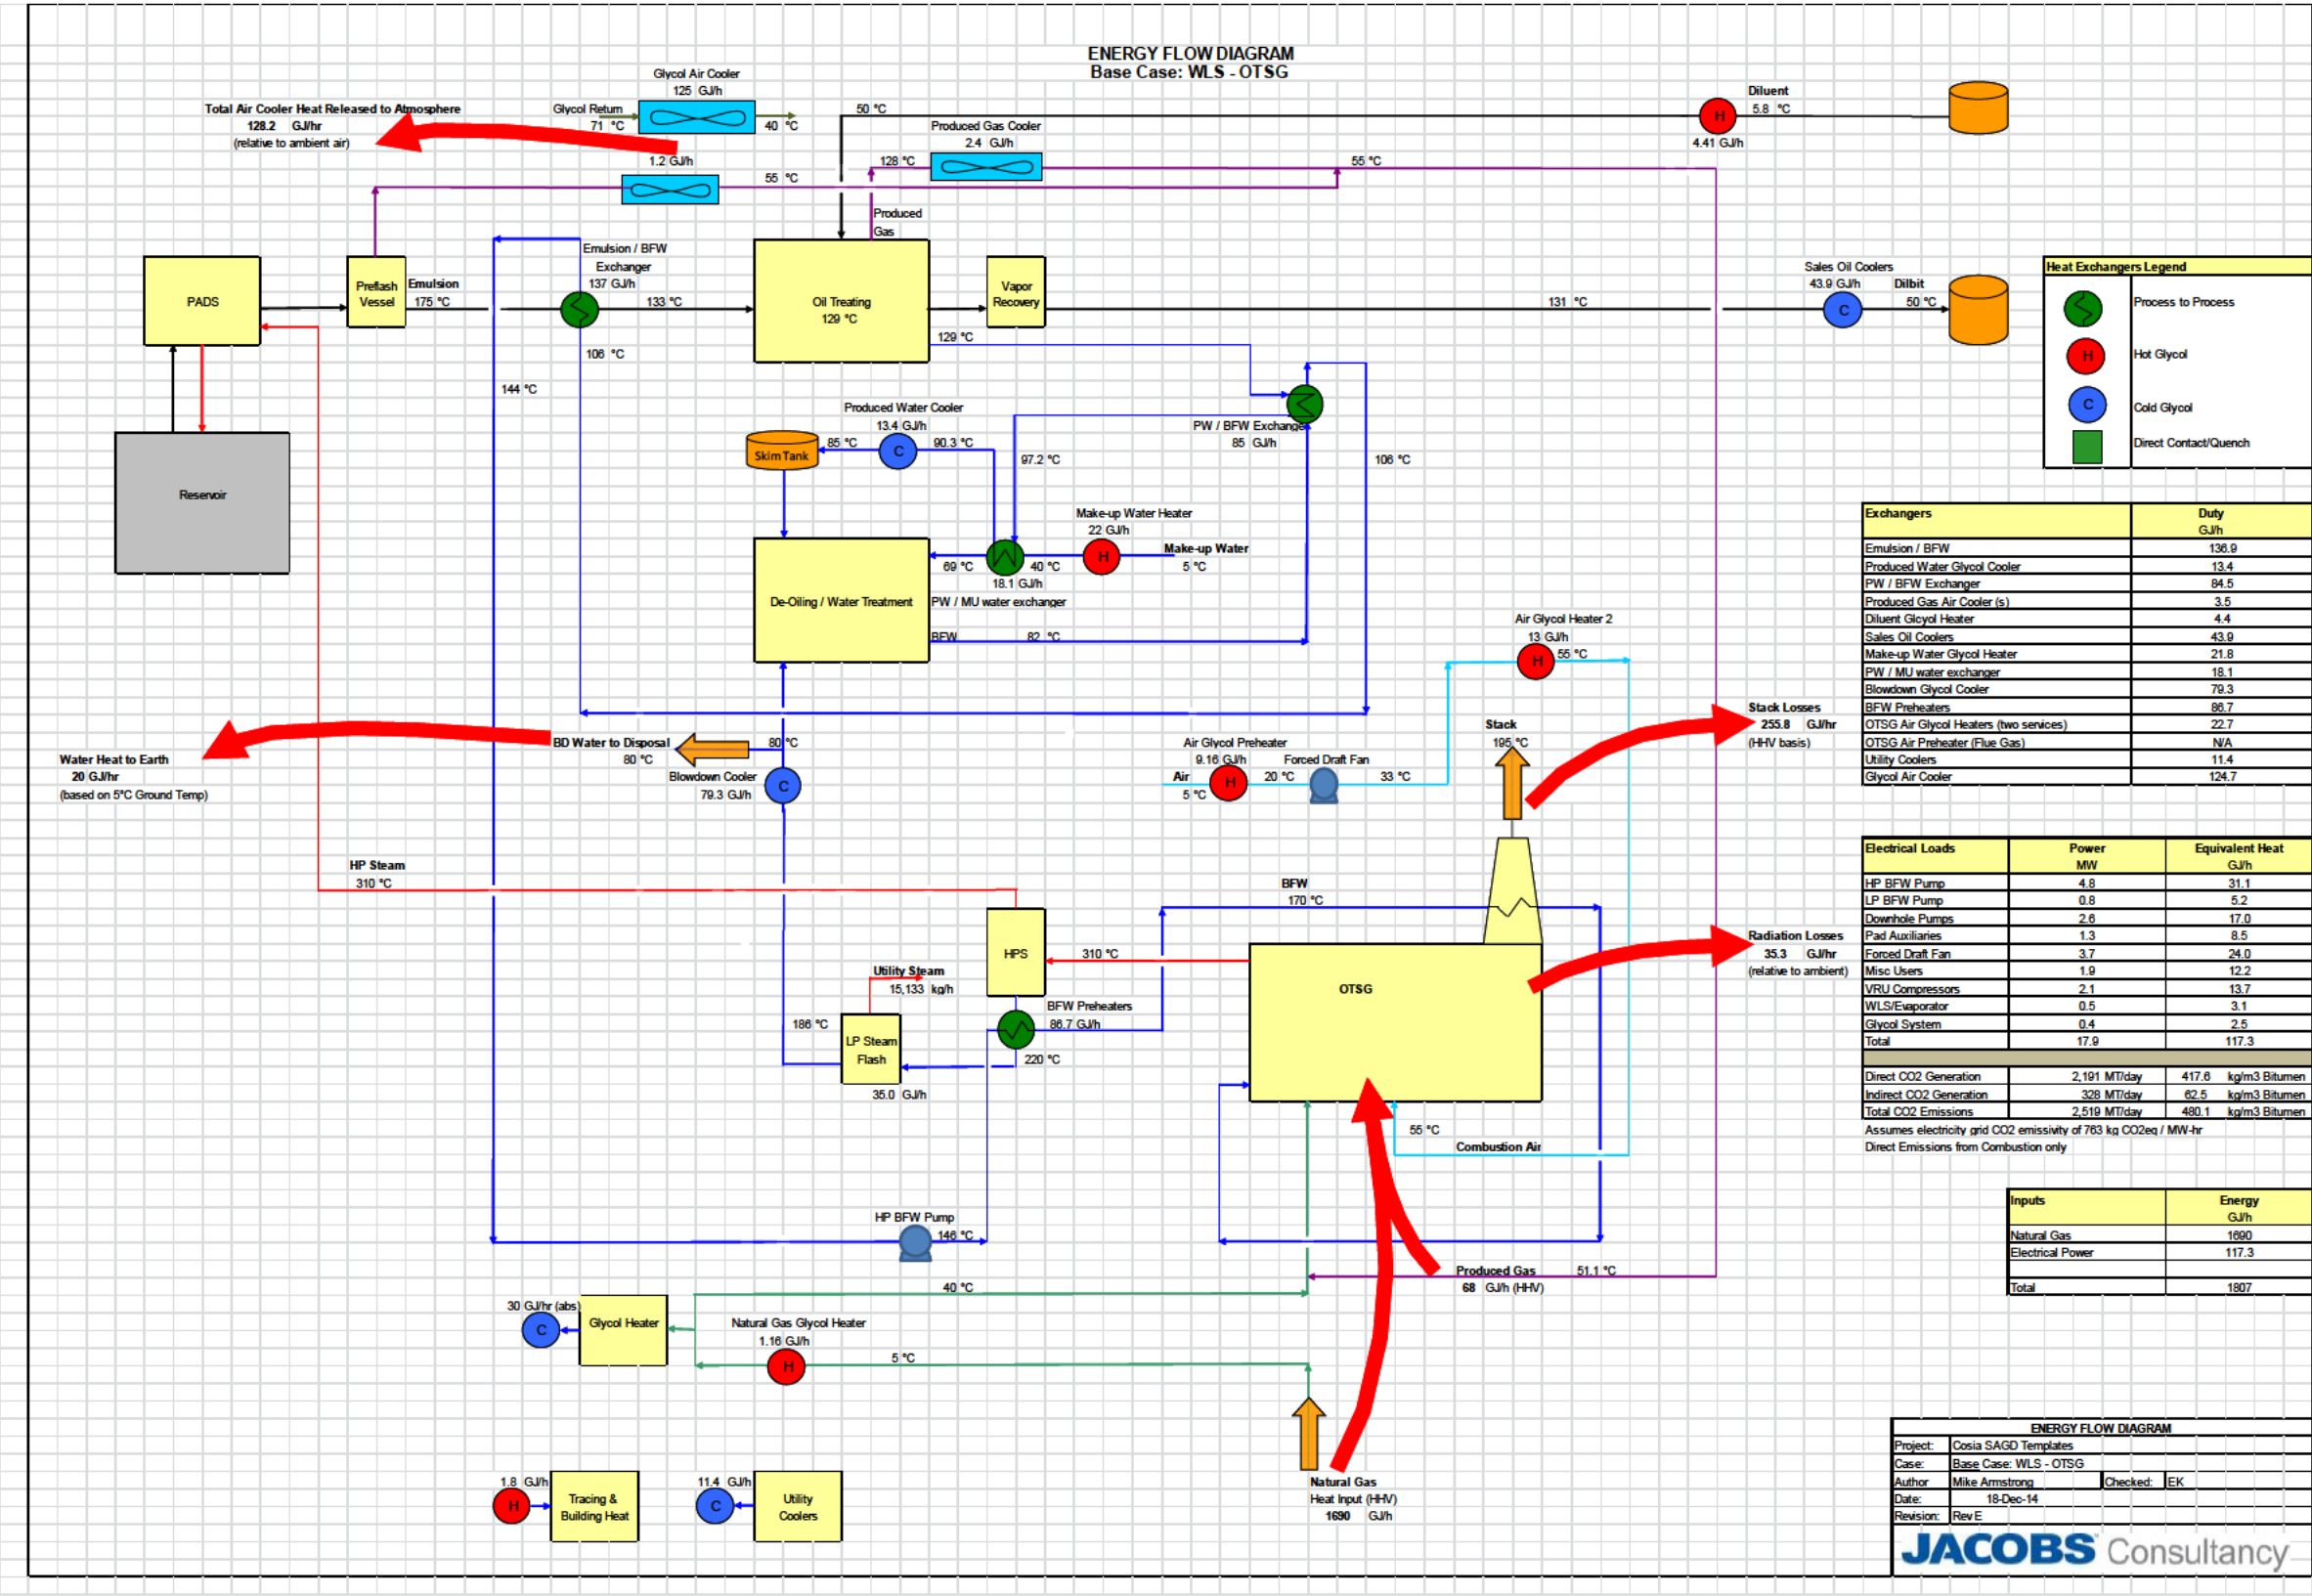 ENERGY FLOW DIAGRAM
Base Case: WLS - OTSG
Glycol Air Cooler
125 GJ/h
Total Air Cooler Heat Released to Atmosphere
128.2 GJ/hr
(relative to ambient air)
Glycol Return
71 °C
40 °C
50 °C
Produced Gas Cooler
2.4 GJ/h
Diluent
5.8 °C
H
4.41 GJ/h
1.2 GJ/h
55 °C
128 °C
55 °C
Produced
Gas
Emulsion / BFW
Exchanger
137 GJ/h
PADS
Preflash
Vessel
Emulsion
175 °C
133 °C
Oil Treating
129 °C
Vapor
Recovery
131 °C
Sales Oil Coolers
43.9 GJ/h
Dilbit
C
50 °C
Heat Exchangers Legend
Process to Process
H
Hot Glycol
C
Cold Glycol
Direct Contact/Quench
129 °C
106 °C
144 °C
Reservoir
Produced Water Cooler
13.4 GJ/h
Skim Tank
85 °C
C
90.3 °C
97.2 °C
PW / BFW Exchange
85 GJ/h
106 °C
Make-up Water Heater
22 GJ/h
H
Make-up Water
5 °C
69 °C
40 °C
18.1 GJ/h
De-Oiling / Water Treatment
PW / MU water exchanger
BFW
82 °C
Exchangers
Duty
GJ/h
Emulsion / BFW 136.9
Produced Water Glycol Cooler 13.4
PW / BFW Exchanger 84.5
Produced Gas Air Cooler (s) 3.5
Diluent Glcyol Heater 4.4
Sales Oil Coolers 43.9
Make-up Water Glycol Heater 21.8
PW / MU water exchanger 18.1
Blowdown Glycol Cooler 79.3
BFW Preheaters 86.7
OTSG Air Glycol Heaters (two services) 22.7
OTSG Air Preheater (Flue Gas) N/A
Utility Coolers 11.4
Glycol Air Cooler 124.7
Air Glycol Heater 2
13 GJ/h
H
55 °C
Water Heat to Earth
20 GJ/hr
(based on 5°C Ground Temp)
BD Water to Disposal
80 °C
80 °C
Blowdown Cooler
79.3 GJ/h
C
Air Glycol Preheater
9.16 GJ/h
Air
5 °C
H
20 °C
Forced Draft Fan
33 °C
Stack
195 °C
Stack Losses
255.8 GJ/hr
(HHV basis)
HP Steam
310 °C
BFW
170 °C
HPS
310 °C
OTSG
Radiation Losses
35.3 GJ/hr
(relative to ambient)
Utility Steam
15,133 kg/h
BFW Preheaters
86.7 GJ/h
186 °C
LP Steam
Flash
220 °C
35.0 GJ/h
55 °C
Combustion Air
Electrical Loads
Power
MW
Equivalent Heat
GJ/h
HP BFW Pump 4.8 31.1
LP BFW Pump 0.8 5.2
Downhole Pumps 2.6 17.0
Pad Auxiliaries 1.3 8.5
Forced Draft Fan 3.7 24.0
Misc Users 1.9 12.2
VRU Compressors 2.1 13.7
WLS/Evaporator 0.5 3.1
Glycol System 0.4 2.5
Total 17.9 117.3
Direct CO2 Generation 2,191 MT/day 417.6 kg/m3 Bitumen
Indirect CO2 Generation 328 MT/day 62.5 kg/m3 Bitumen
Total CO2 Emissions 2,519 MT/day 480.1 kg/m3 Bitumen
Assumes electricity grid CO2 emissivity of 763 kg CO2eq / MW-hr
Direct Emissions from Combustion only
Inputs
Energy
GJ/h
Natural Gas 1690
Electrical Power 117.3
Total 1807
HP BFW Pump
146 °C
Produced Gas
51.1 °C
68 GJ/h (HHV)
40 °C
30 GJ/hr (abs)
C
Glycol Heater
Natural Gas Glycol Heater
1.16 GJ/h
H
5 °C
Natural Gas
Heat Input (HHV)
1690 GJ/h
1.8 GJ/h
H
Tracing &
Building Heat
11.4 GJ/h
C
Utility
Coolers
ENERGY FLOW DIAGRAM
Project: Cosia SAGD Templates
Case: Base Case: WLS - OTSG
Author Mike Armstrong Checked: EK
Date: 18-Dec-14
Revision: Rev E
JACOBS Consultancy